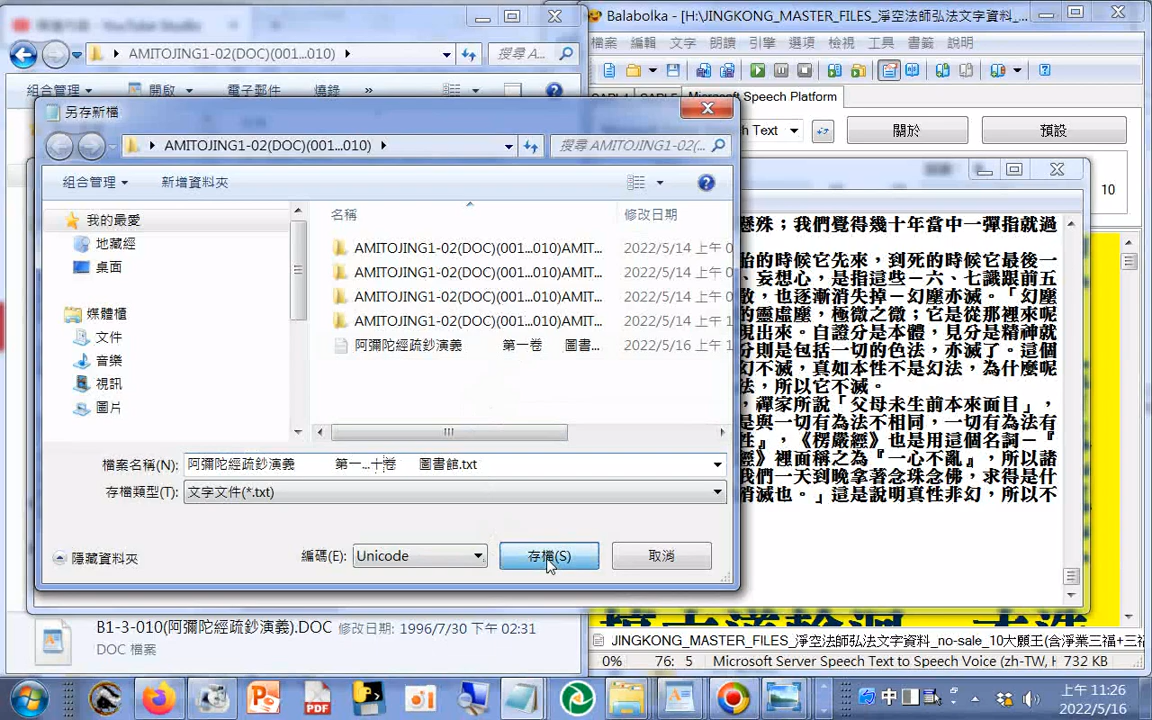 AMITOJING1-02(DOC)(001...010)
搜尋 A...
組合管理
開啟
電子郵件
燒錄
»
Balabolka - [H:\JINGKONG_MASTER_FILES_淨空法師弘法文字資料_...
檔案 編輯 文字 朗讀 引擎 選項 檢視 工具 書籤 說明
Microsoft Speech Platform
h Text
關於
預設
10
另存新檔
AMITOJING1-02(DOC)(001...010)
搜尋 AMITOJING1-02(...
組合管理
新增資料夾
我的最愛
地藏經
桌面
媒體櫃
文件
音樂
視訊
圖片
名稱
修改日期
AMITOJING1-02(DOC)(001...010)AMIT...
2022/5/14 上午 0
AMITOJING1-02(DOC)(001...010)AMIT...
2022/5/14 上午 0
AMITOJING1-02(DOC)(001...010)AMIT...
2022/5/14 上午 0
AMITOJING1-02(DOC)(001...010)AMIT...
2022/5/14 上午 1
阿彌陀經疏鈔演義 第一卷 圖書...
2022/5/16 上午 1
檔案名稱(N):
阿彌陀經疏鈔演義 第一...十卷 圖書館.txt
存檔類型(T):
文字文件(*.txt)
隱藏資料夾
編碼(E):
Unicode
存檔(S)
取消
懸殊；我們覺得幾十年當中一彈指就過
胎的時候它先來，到死的時候它最後一
、妄想心，是指這些－六、七識跟前五
散，也逐漸消失掉－幻塵亦滅。「幻塵
的靈虛塵，極微之微；它是從那裡來呢
現出來。自證分是本體，見分是精神就
分則是包括一切的色法，亦滅了。這個
幻不滅，真如本性不是幻法，為什麼呢
法，所以它不滅。
，禪家所說「父母未生前本來面目」，
是與一切有為法不相同，一切有為法有
性』，《楞嚴經》也是用這個名詞－『
經》裡面稱之為『一心不亂』，所以諸
我們一天到晚拿著念珠念佛，求得是什
消滅也。」這是說明真性非幻，所以不
B1-3-010(阿彌陀經疏鈔演義).DOC
修改日期: 1996/7/30 下午 02:31
DOC 檔案
JINGKONG_MASTER_FILES_淨空法師弘法文字資料_no-sale_10大願王(含淨業三福+三福
0%
76: 5
Microsoft Server Speech Text to Speech Voice (zh-TW, H
732 KB
中
上午 11:26
2022/5/16